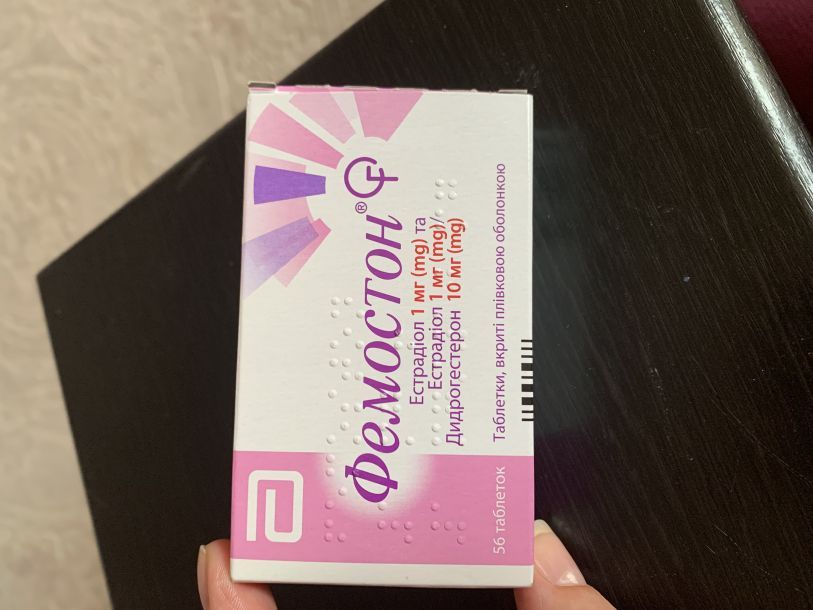 Фемостон®
Естрадіол 1 мг (mg) та
Естрадіол 1 мг (mg)/
Дидрогестерон 10 мг (mg)
Таблетки, вкриті плівковою оболонкою
56 таблеток